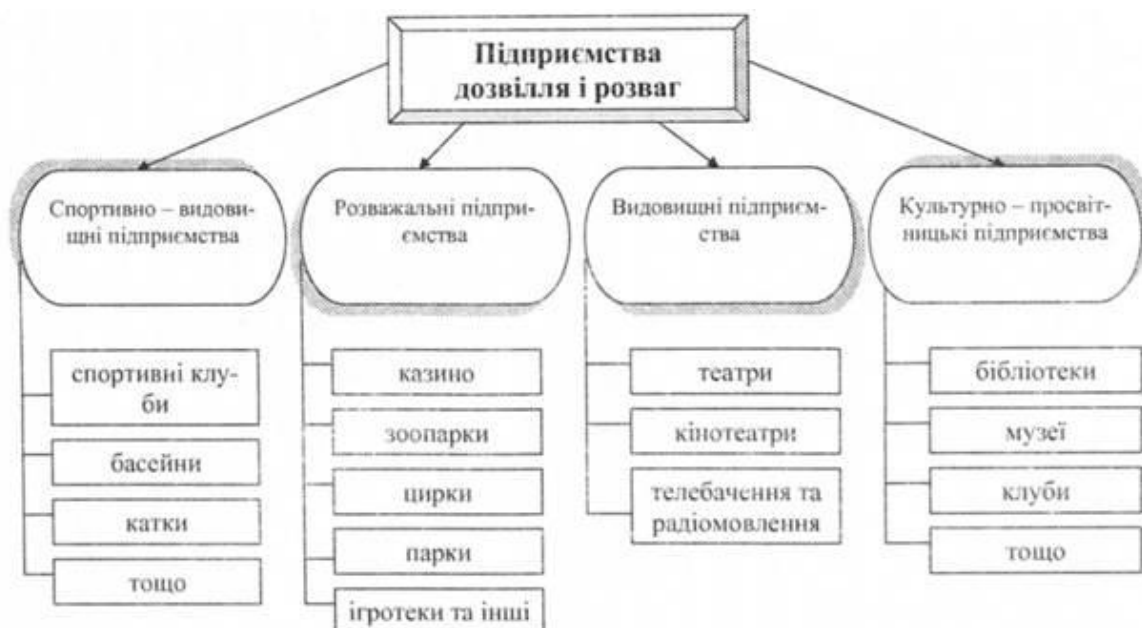 Підприємства
дозвілля і розваг
Спортивно – видови-
щні підприємства
спортивні клу-
би
басейни
катки
тощо
Розважальні підпри-
ємства
казино
зоопарки
цирки
парки
ігротеки та інші
Видовищні підприєм-
ства
театри
кінотеатри
телебачення та
радіомовлення
Культурно – просвіт-
ницькі підприємства
бібліотеки
музеї
клуби
тощо